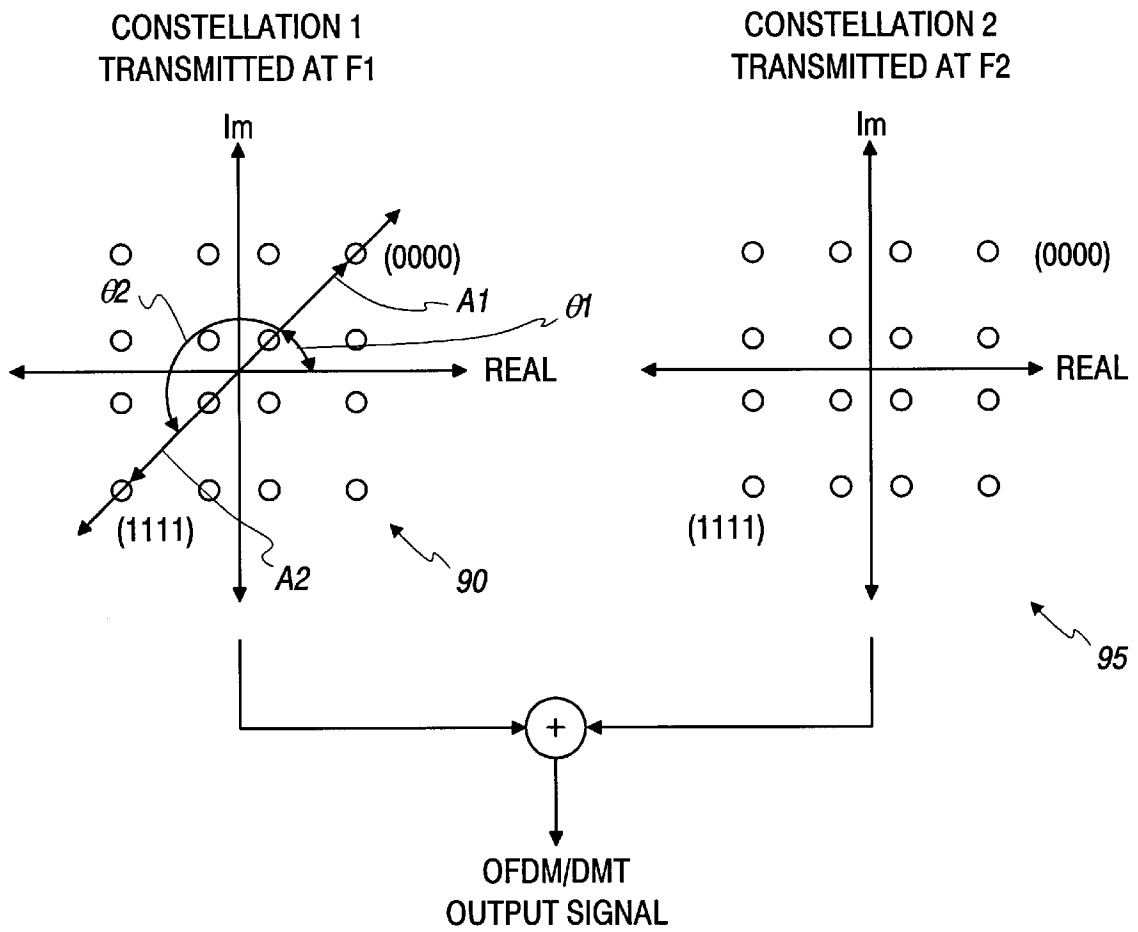 CONSTELLATION 1
TRANSMITTED AT F1
CONSTELLATION 2
TRANSMITTED AT F2
Im
Im
(0000)
(0000)
θ2
A1
θ1
REAL
REAL
(1111)
(1111)
A2
90
95
+
OFDM/DMT
OUTPUT SIGNAL